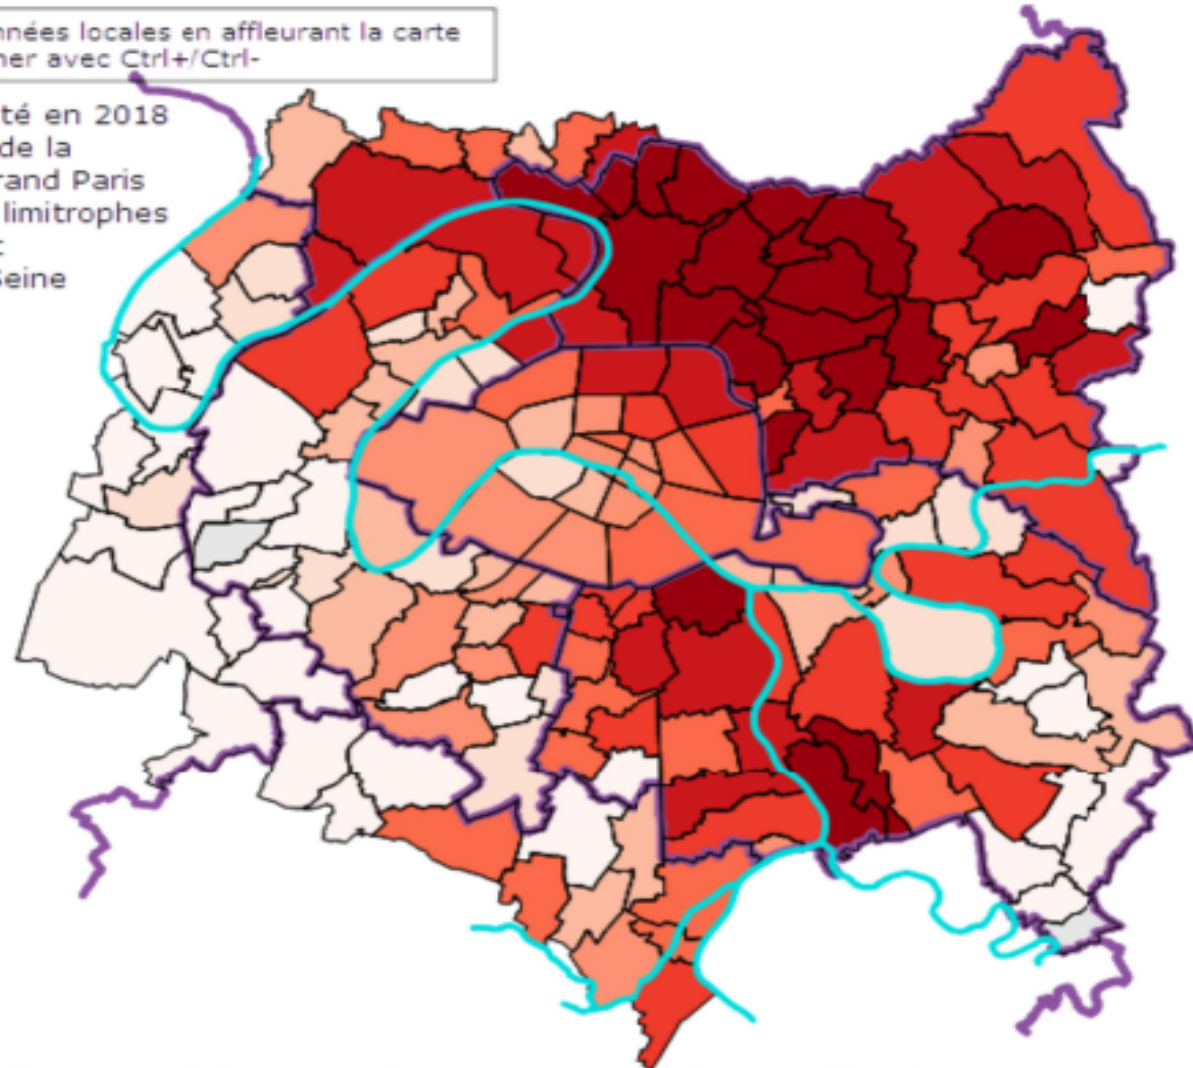 nnées locales en affleurant la carte
ner avec Ctrl+/Ctrl-
té en 2018
de la
rand Paris
limitrophes
t
Seine